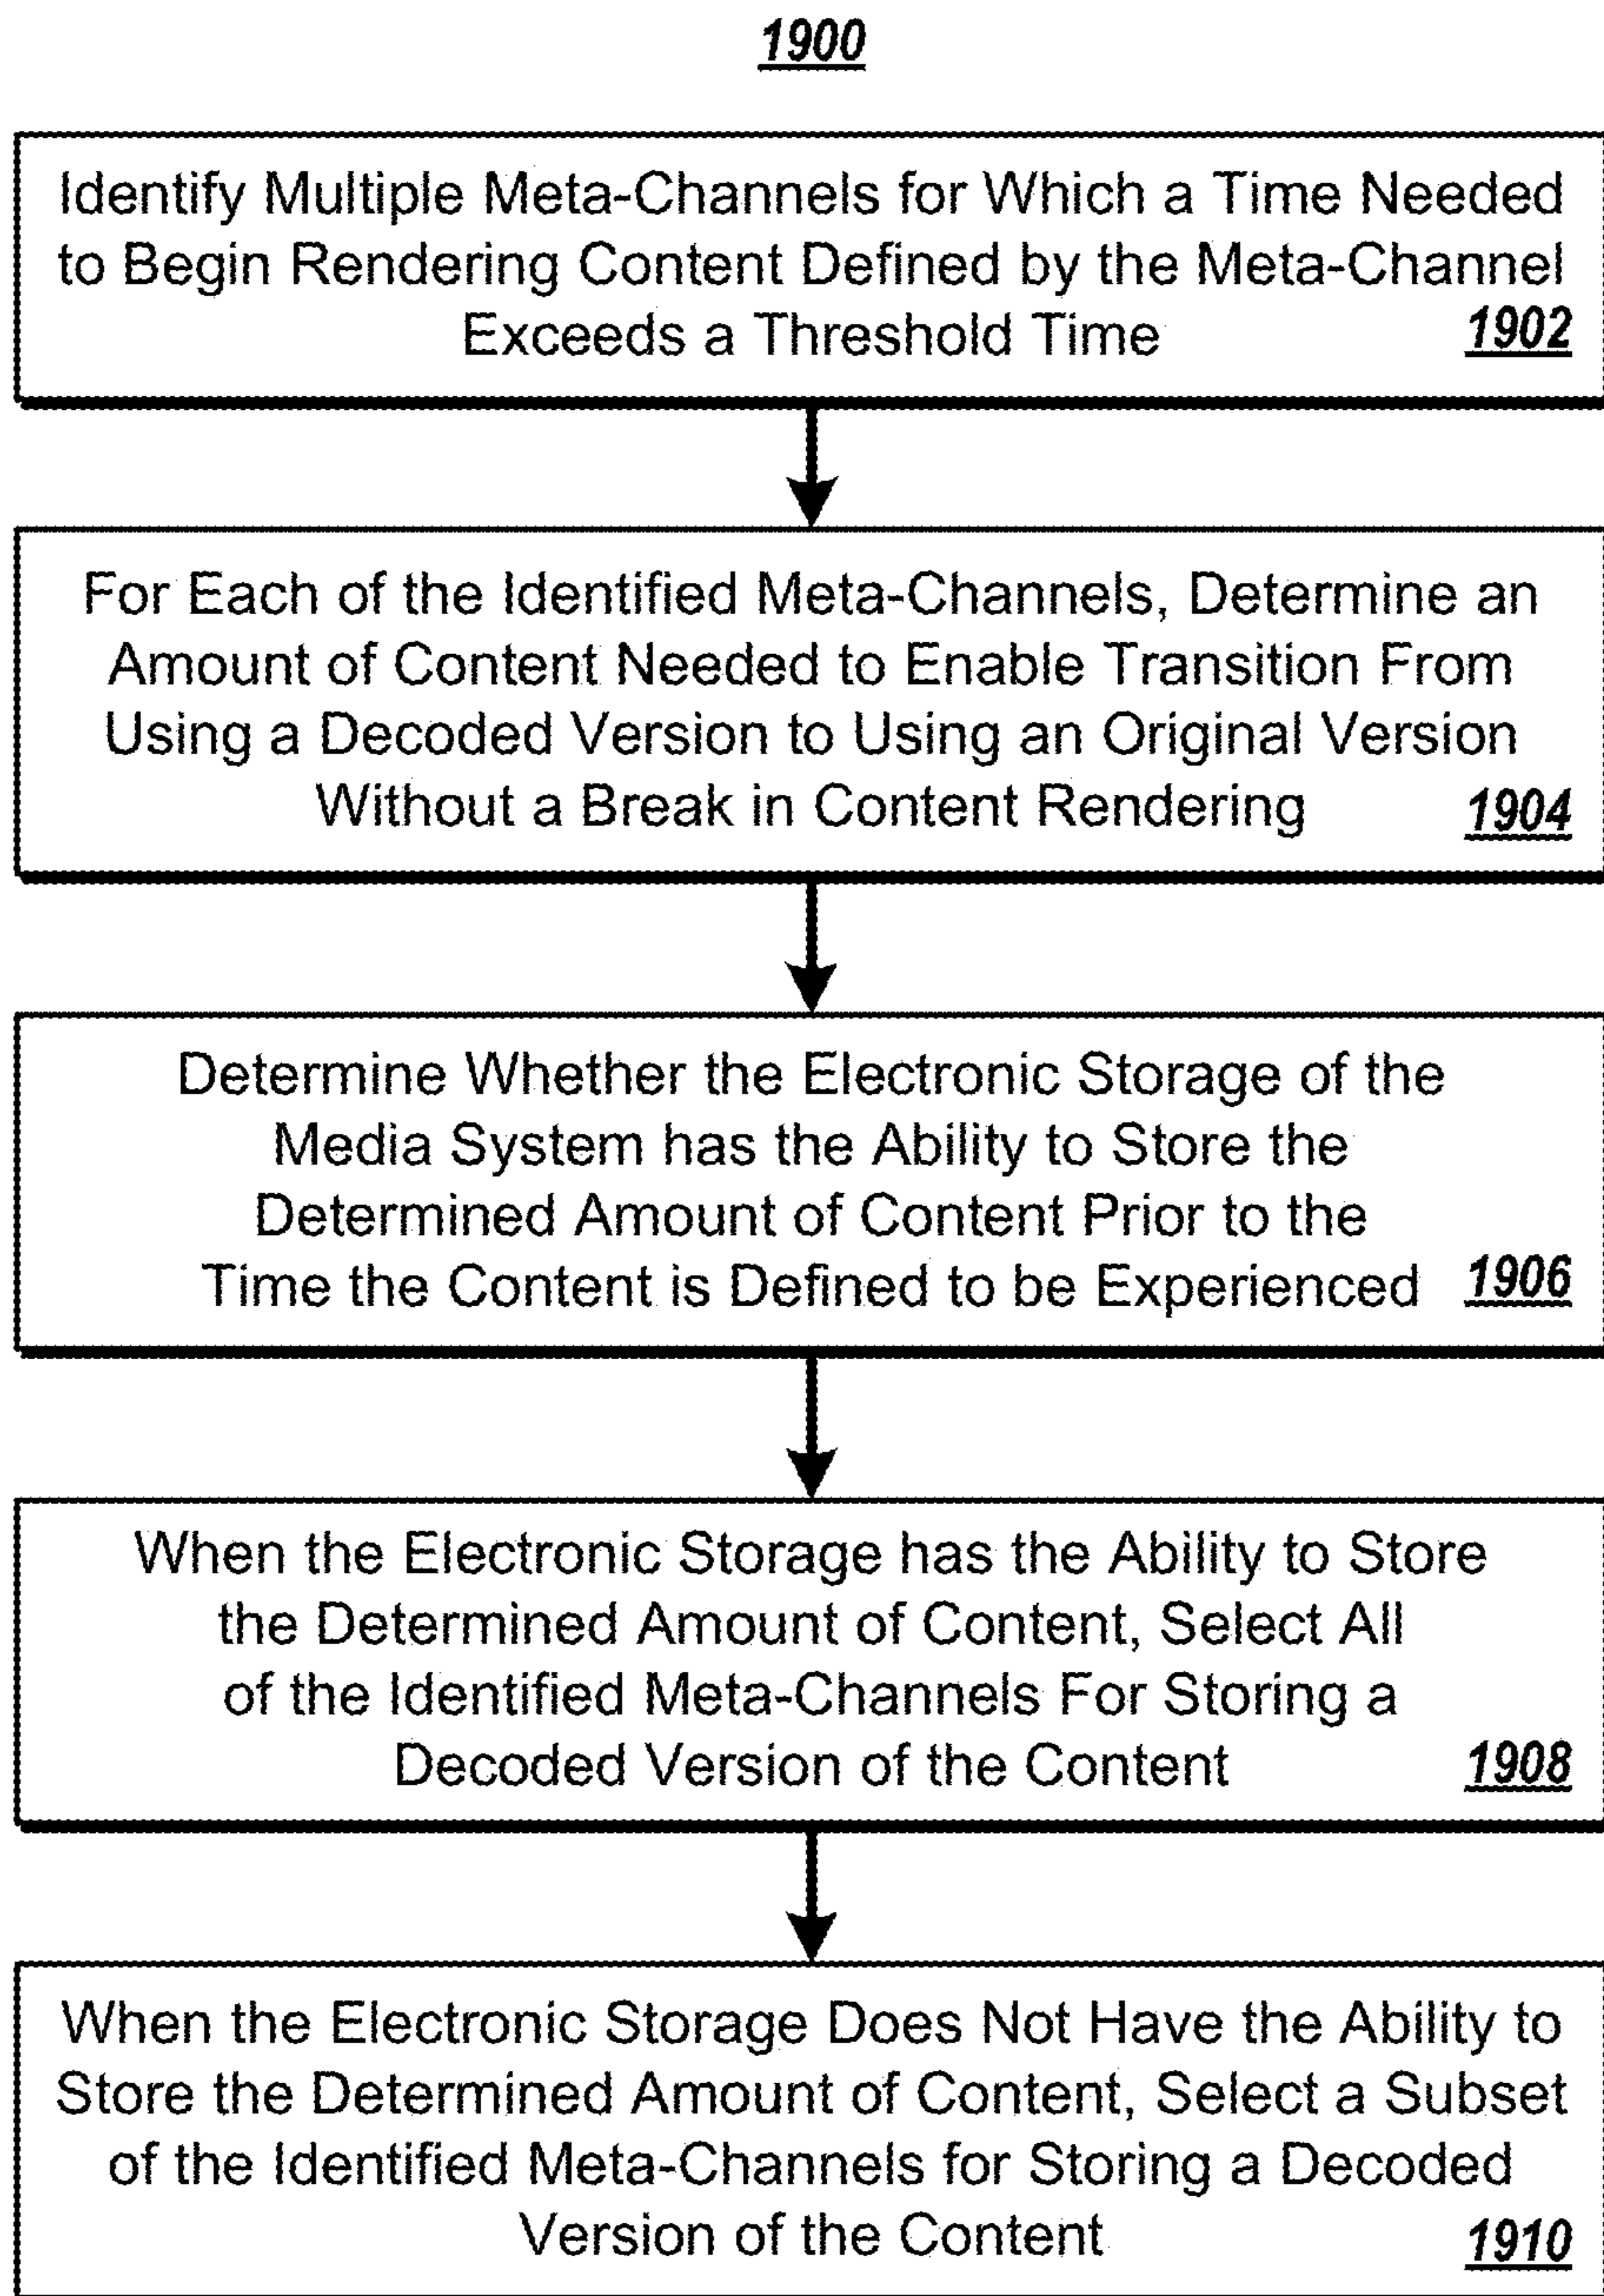 1900
Identify Multiple Meta-Channels for Which a Time Needed
to Begin Rendering Content Defined by the Meta-Channel
Exceeds a Threshold Time 1902
For Each of the Identified Meta-Channels, Determine an
Amount of Content Needed to Enable Transition From
Using a Decoded Version to Using an Original Version
Without a Break in Content Rendering 1904
Determine Whether the Electronic Storage of the
Media System has the Ability to Store the
Determined Amount of Content Prior to the
Time the Content is Defined to be Experienced 1906
When the Electronic Storage has the Ability to Store
the Determined Amount of Content, Select All
of the Identified Meta-Channels For Storing a
Decoded Version of the Content 1908
When the Electronic Storage Does Not Have the Ability to
Store the Determined Amount of Content, Select a Subset
of the Identified Meta-Channels for Storing a Decoded
Version of the Content 1910